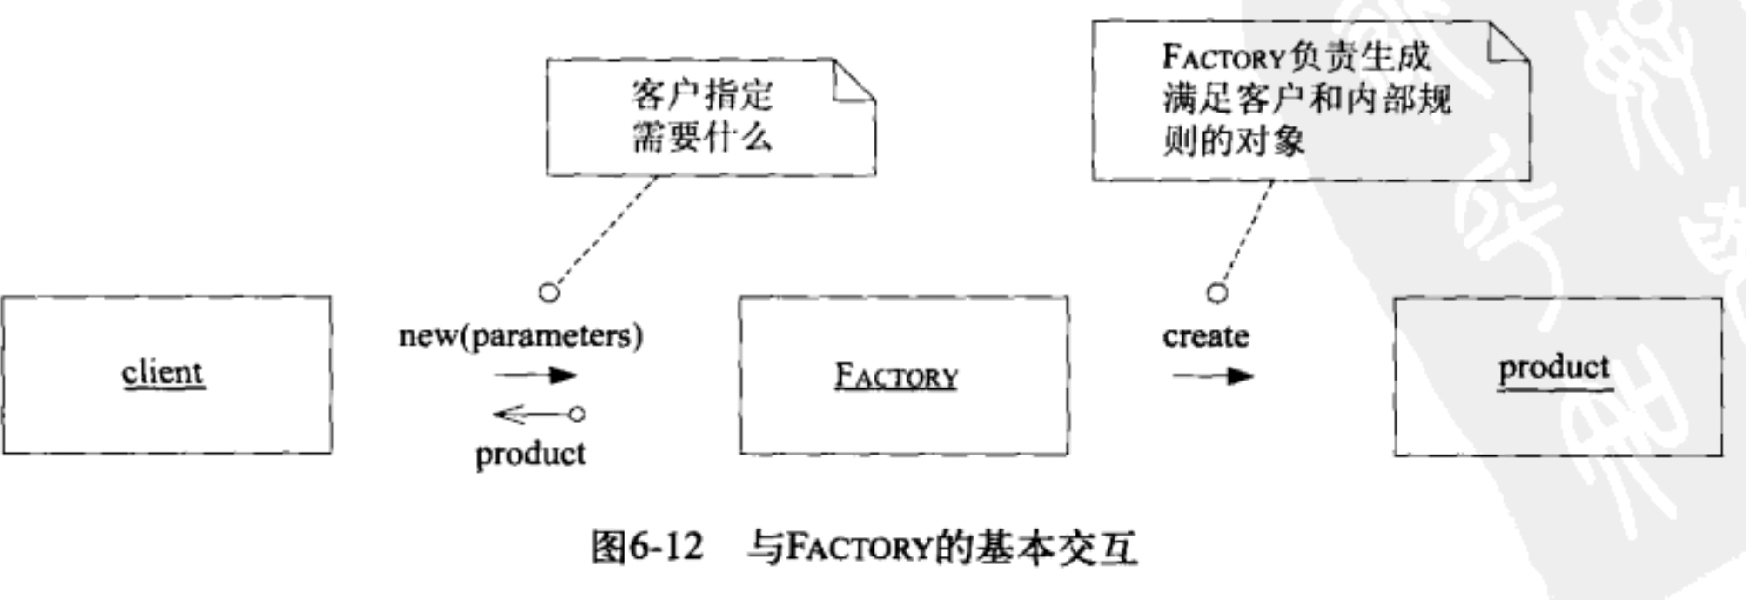 客户指定
需要什么
FACTORY负责生成
满足客户和内部规
则的对象
client
new(parameters)
product
FACTORY
create
product
图6-12 与FACTORY的基本交互